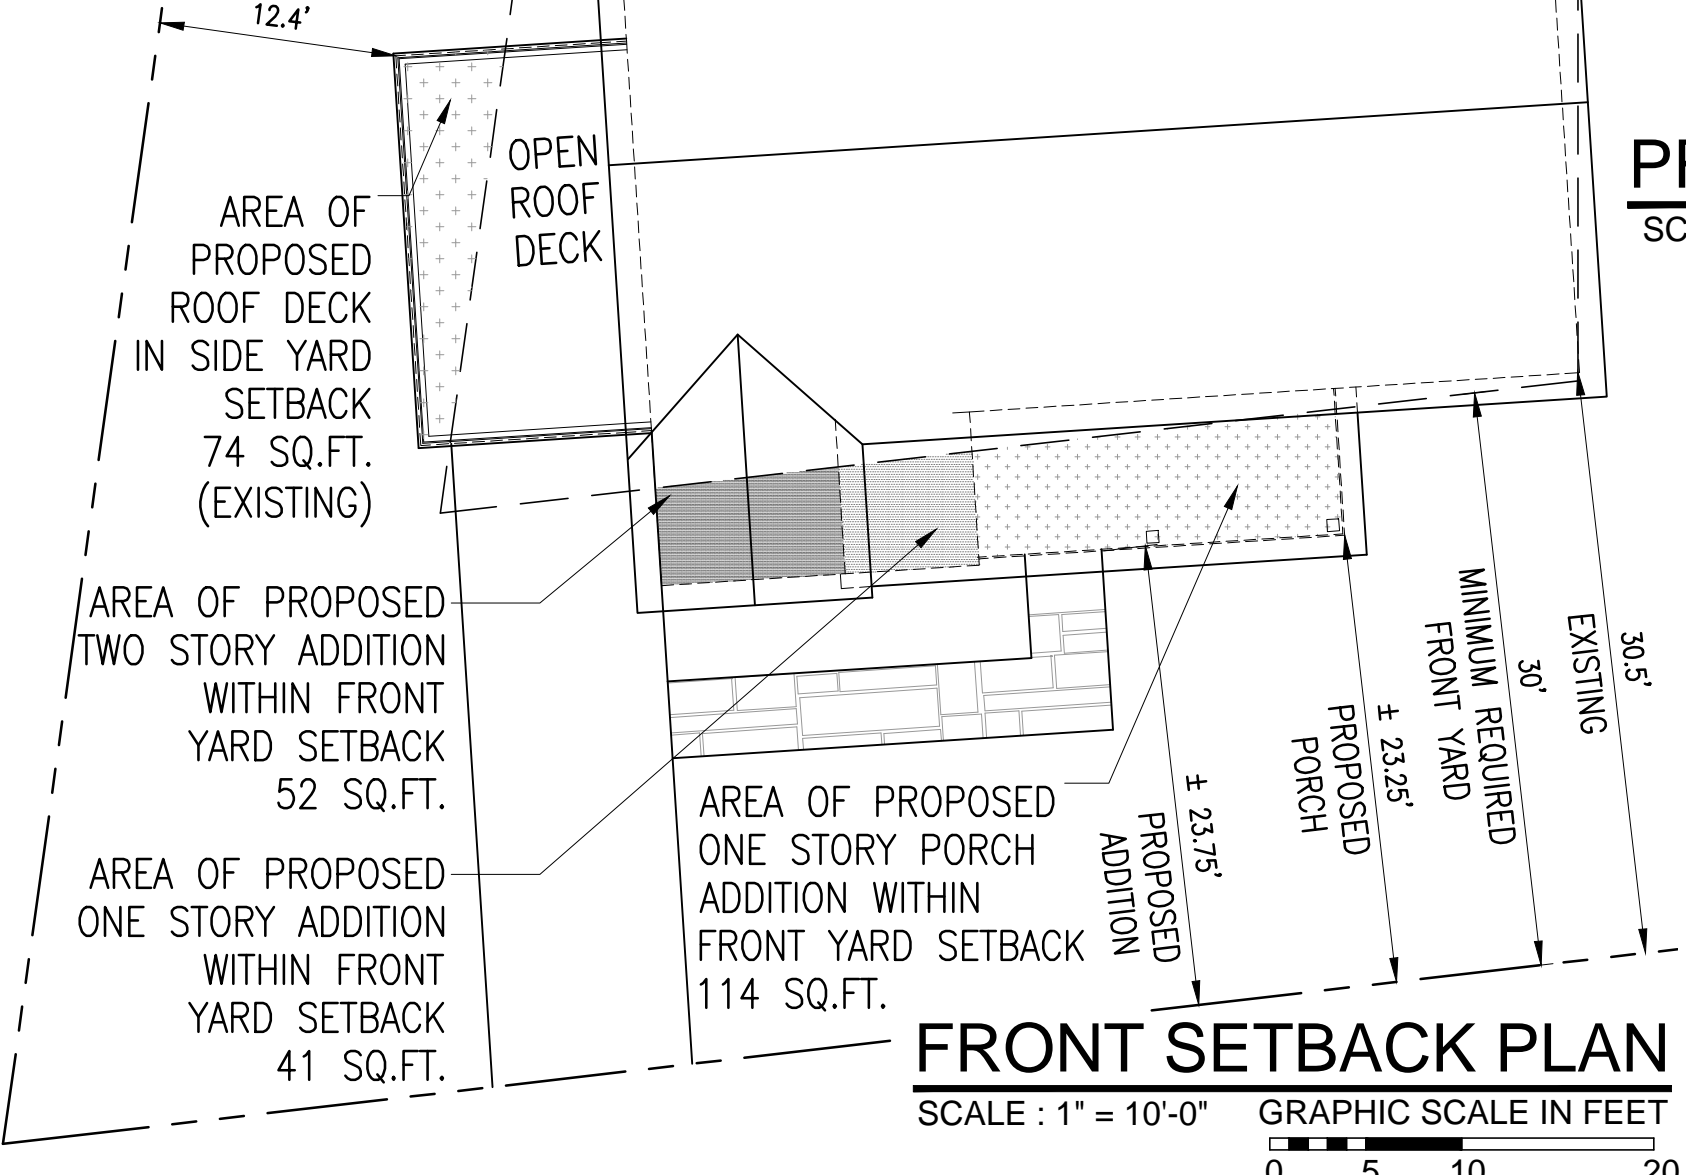 12.4'
OPEN
ROOF
DECK
AREA OF
PROPOSED
ROOF DECK
IN SIDE YARD
SETBACK
74 SQ.FT.
(EXISTING)
AREA OF PROPOSED
TWO STORY ADDITION
WITHIN FRONT
YARD SETBACK
52 SQ.FT.
AREA OF PROPOSED
ONE STORY ADDITION
WITHIN FRONT
YARD SETBACK
41 SQ.FT.
AREA OF PROPOSED
ONE STORY PORCH
ADDITION WITHIN
FRONT YARD SETBACK
114 SQ.FT.
± 23.75'
PROPOSED
ADDITION
± 23.25'
PROPOSED
PORCH
30'
MINIMUM REQUIRED
FRONT YARD
30.5'
EXISTING
FRONT SETBACK PLAN
SCALE : 1" = 10'-0" GRAPHIC SCALE IN FEET
0 5 10 20